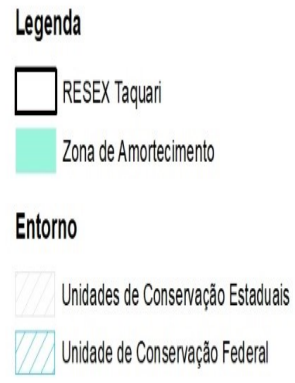 Legenda
RESEX Taquari
Zona de Amortecimento
Entorno
Unidades de Conservação Estaduais
Unidade de Conservação Federal